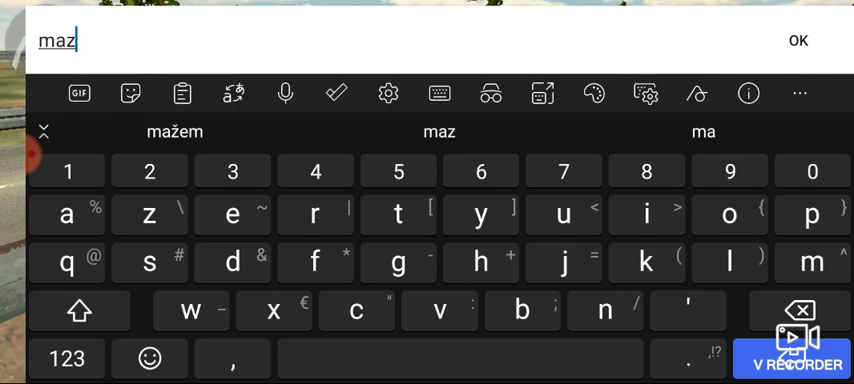 maz
OK
GIF
mažem maz ma
1 2 3 4 5 6 7 8 9 0
a % z \ e ~ r | t [ y ] u < i > o { p }
q @ s # d & f * g - h + j = k ( l ) m ^
w _ x € c " v : b ; n / '
123 , . ,!?
V RECORDER